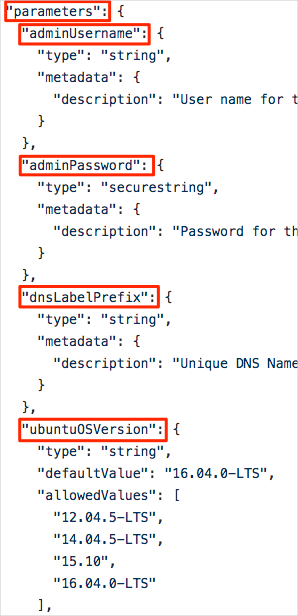 "parameters": {
"adminUsername": {
"type": "string",
"metadata": {
"description": "User name for t
}
},
"adminPassword": {
"type": "securestring",
"metadata": {
"description": "Password for th
}
},
"dnsLabelPrefix": {
"type": "string",
"metadata": {
"description": "Unique DNS Name
}
},
"ubuntuOSVersion": {
"type": "string",
"defaultValue": "16.04.0-LTS",
"allowedValues": [
"12.04.5-LTS",
"14.04.5-LTS",
"15.10",
"16.04.0-LTS"
],